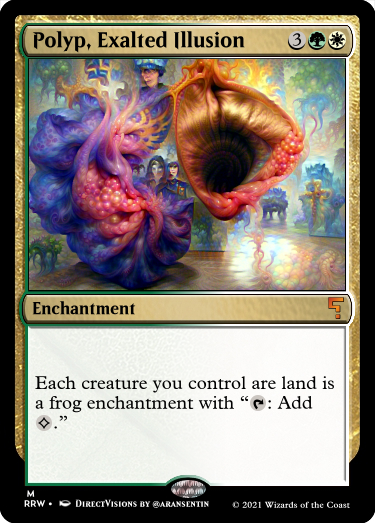 Polyp, Exalted Illusion 3
Enchantment
Each creature you control are land is
a frog enchantment with “: Add
.”
M
RRW • DirectVisions by @aransentin
© 2021 Wizards of the Coast